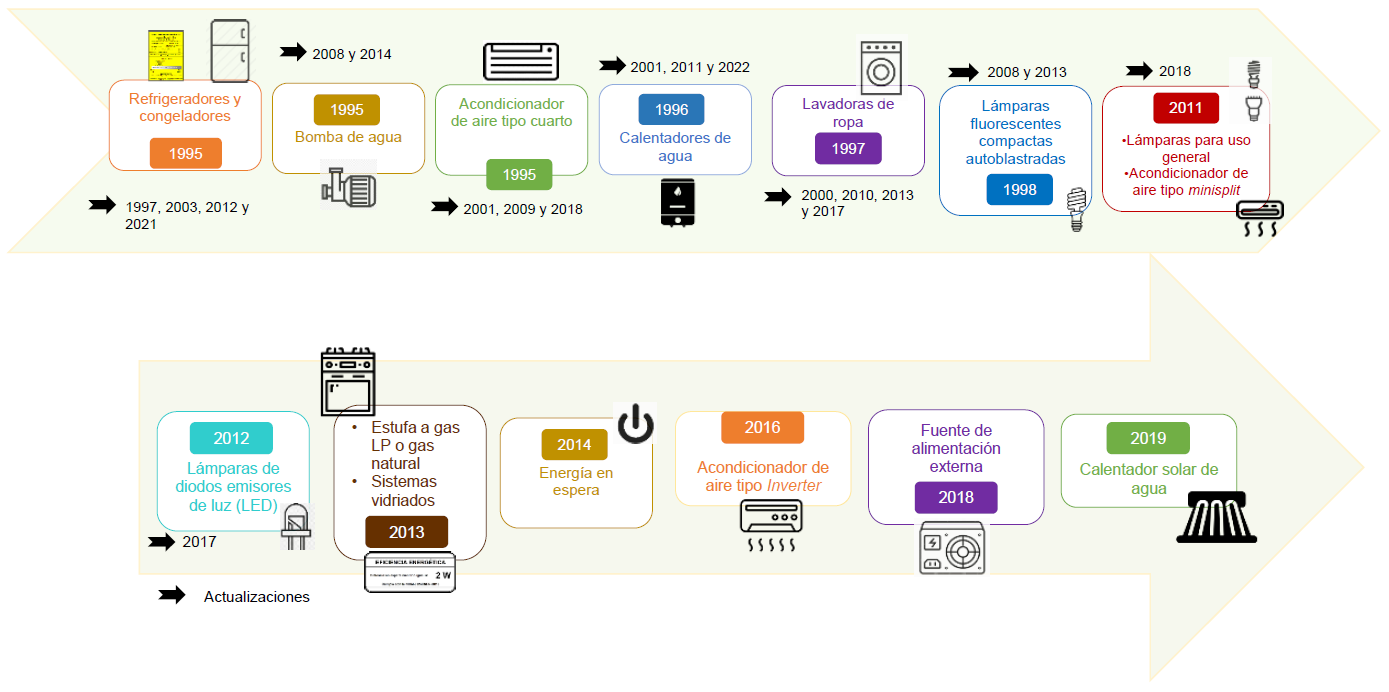 Refrigeradores y
congeladores
1995
1997, 2003, 2012 y
2021
2008 y 2014
1995
Bomba de agua
Acondicionador
de aire tipo cuarto
1995
2001, 2009 y 2018
2001, 2011 y 2022
1996
Calentadores de
agua
Lavadoras de
ropa
1997
2000, 2010, 2013
y 2017
2008 y 2013
Lámparas
fluorescentes
compactas
autoblastradas
1998
2018
2011
•Lámparas para uso
general
•Acondicionador de
aire tipo minisplit
2012
Lámparas de
diodos emisores
de luz (LED)
2017
• Estufa a gas
LP o gas
natural
• Sistemas
vidriados
2013
EFICIENCIA ENERGÉTICA
2 W
2014
Energía en
espera
2016
Acondicionador de
aire tipo Inverter
Fuente de
alimentación
externa
2018
2019
Calentador solar de
agua
Actualizaciones